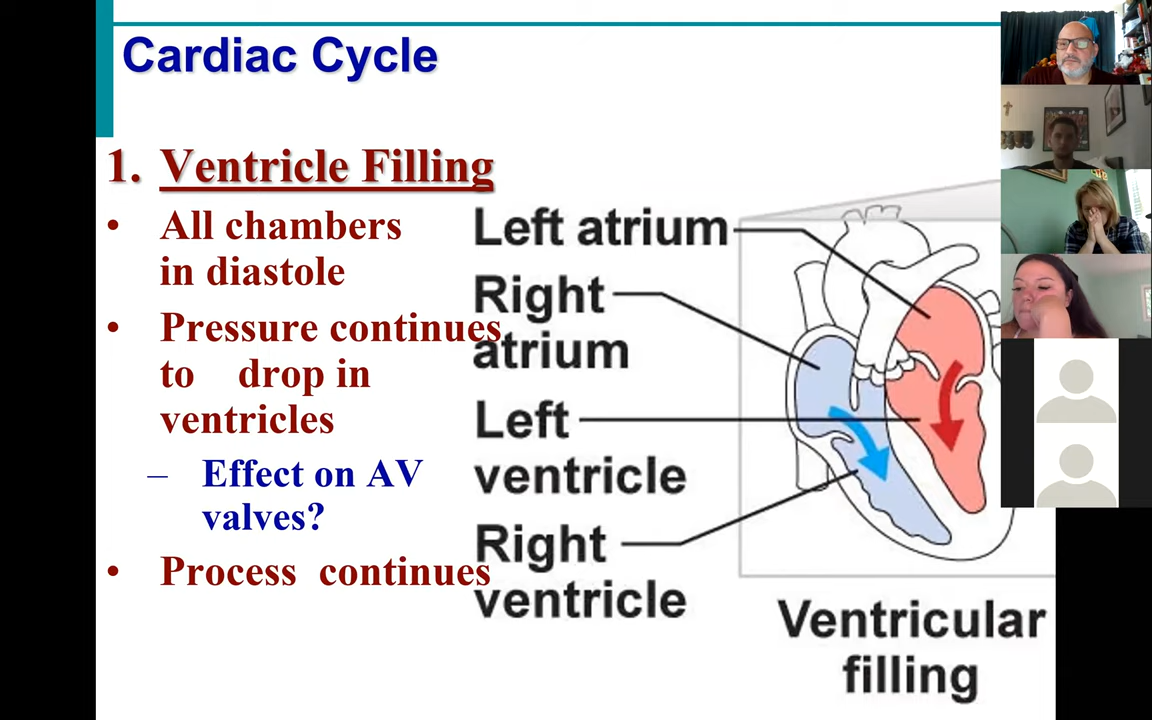 Cardiac Cycle
1. Ventricle Filling
• All chambers
in diastole
• Pressure continues
to drop in
ventricles
– Effect on AV
valves?
• Process continues
Left atrium
Right
atrium
Left
ventricle
Right
ventricle
Ventricular
filling